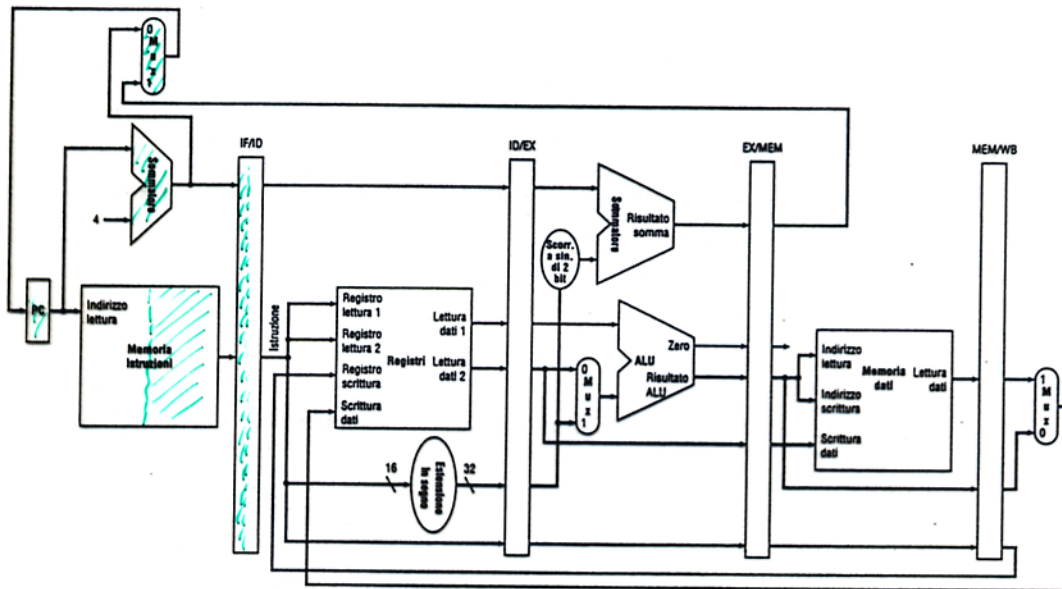 0
M
u
x
1
IF/ID
ID/EX
EX/MEM
MEM/WB
Sommatore
4
Scorr.
a sin.
di 2
bit
Sommatore
Risultato
somma
PC
Indirizzo
lettura
Memoria
istruzioni
Istruzione
Registro
lettura 1
Registro
lettura 2
Registro
scrittura
Scrittura
dati
Registri
Lettura
dati 1
Lettura
dati 2
0
M
u
x
1
ALU
Zero
Risultato
ALU
Indirizzo
lettura
Indirizzo
scrittura
Scrittura
dati
Memoria
dati
Lettura
dati
1
M
u
x
0
16
Estensione
in segno
32